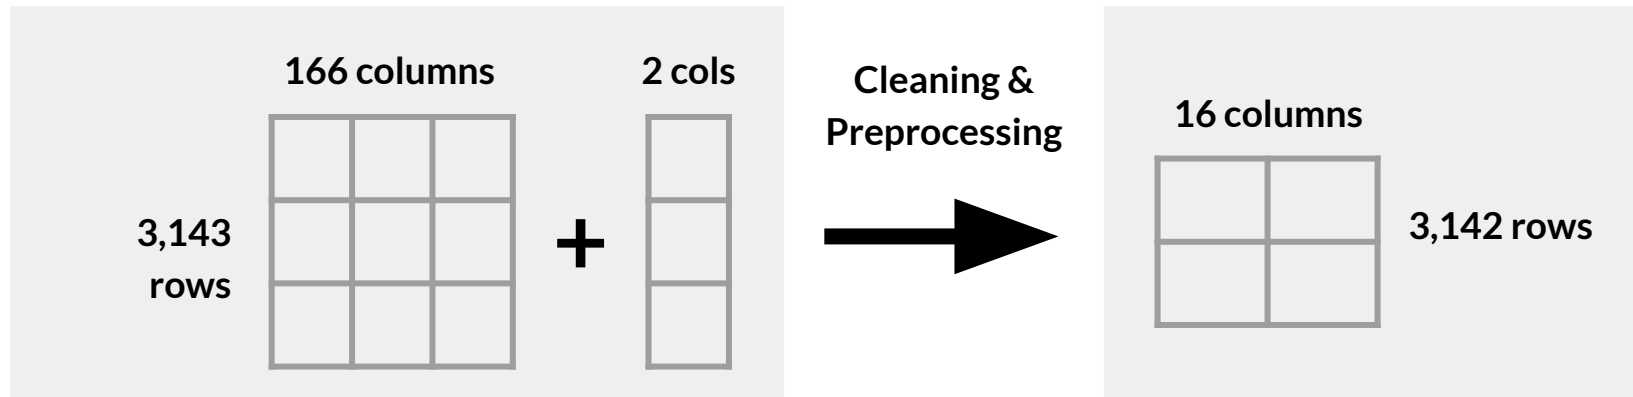 166 columns
2 cols
3,143
rows
+
Cleaning &
Preprocessing
16 columns
3,142 rows